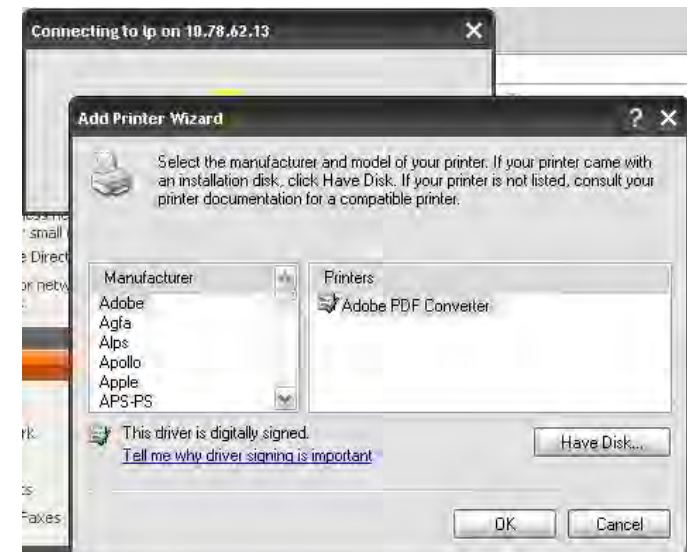 Connecting to lp on 10.78.62.13
Add Printer Wizard
Select the manufacturer and model of your printer. If your printer came with
an installation disk, click Have Disk. If your printer is not listed, consult your
printer documentation for a compatible printer.
small
Direct
or netw
Manufacturer
Printers
Adobe
Agfa
Alps
Apollo
Apple
APS-PS
Adobe PDF Converter
This driver is digitally signed.
Tell me why driver signing is important
Have Disk...
Faxes
OK
Cancel